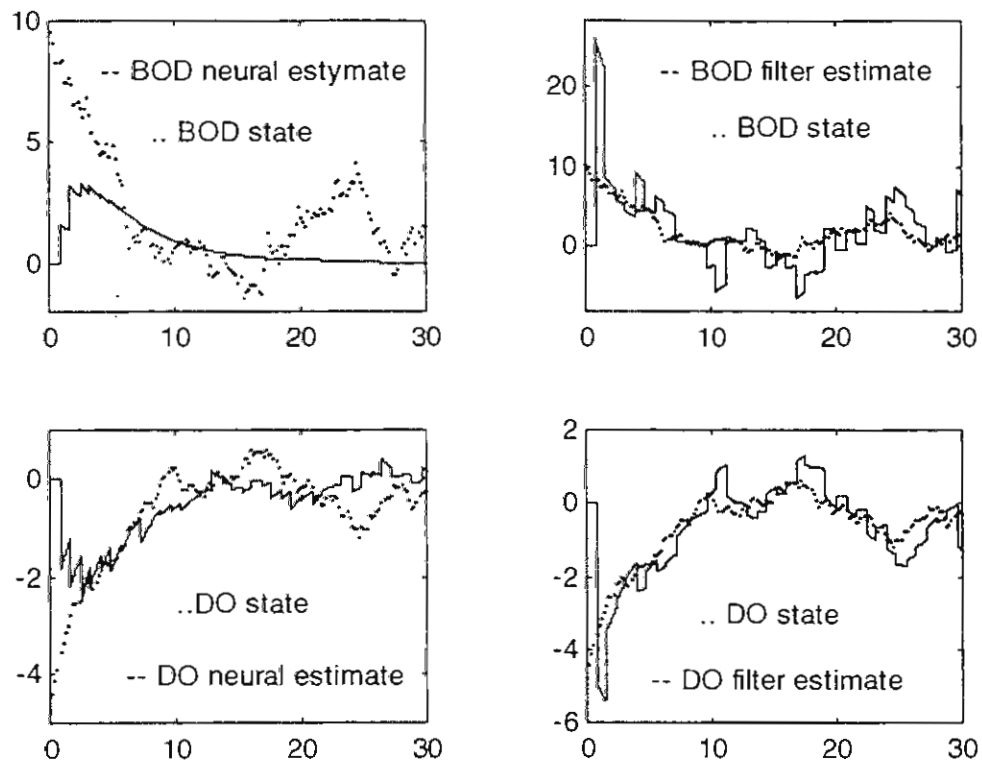 10
5
0
0 10 20 30
-- BOD neural estymate
.. BOD state
20
10
0
0 10 20 30
-- BOD filter estimate
.. BOD state
0
-2
-4
0 10 20 30
..DO state
-- DO neural estimate
2
0
-2
-4
-6
0 10 20 30
.. DO state
-- DO filter estimate